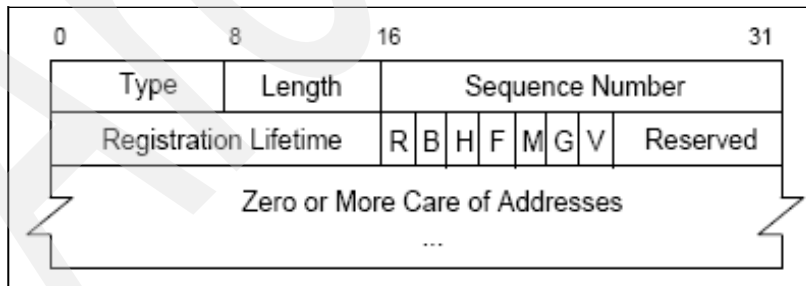 0 8 16 31
Type Length Sequence Number
Registration Lifetime R B H F M G V Reserved
Zero or More Care of Addresses
...